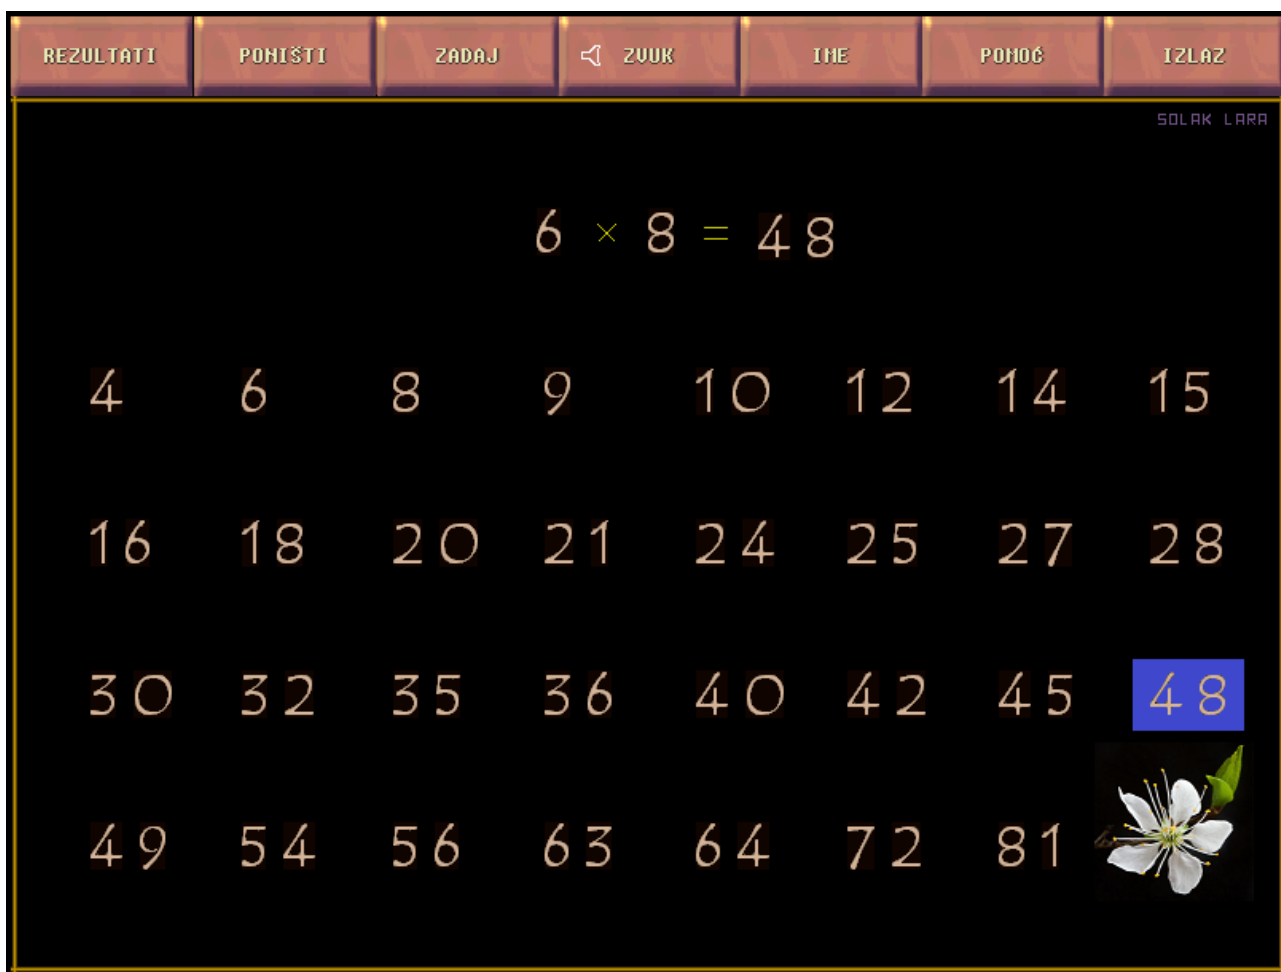 REZULTATI PONIŠTI ZADAJ ZVUK IME POMOĆ IZLAZ
SOLAK LARA
6 × 8 = 48
4 6 8 9 10 12 14 15
16 18 20 21 24 25 27 28
30 32 35 36 40 42 45 48
49 54 56 63 64 72 81